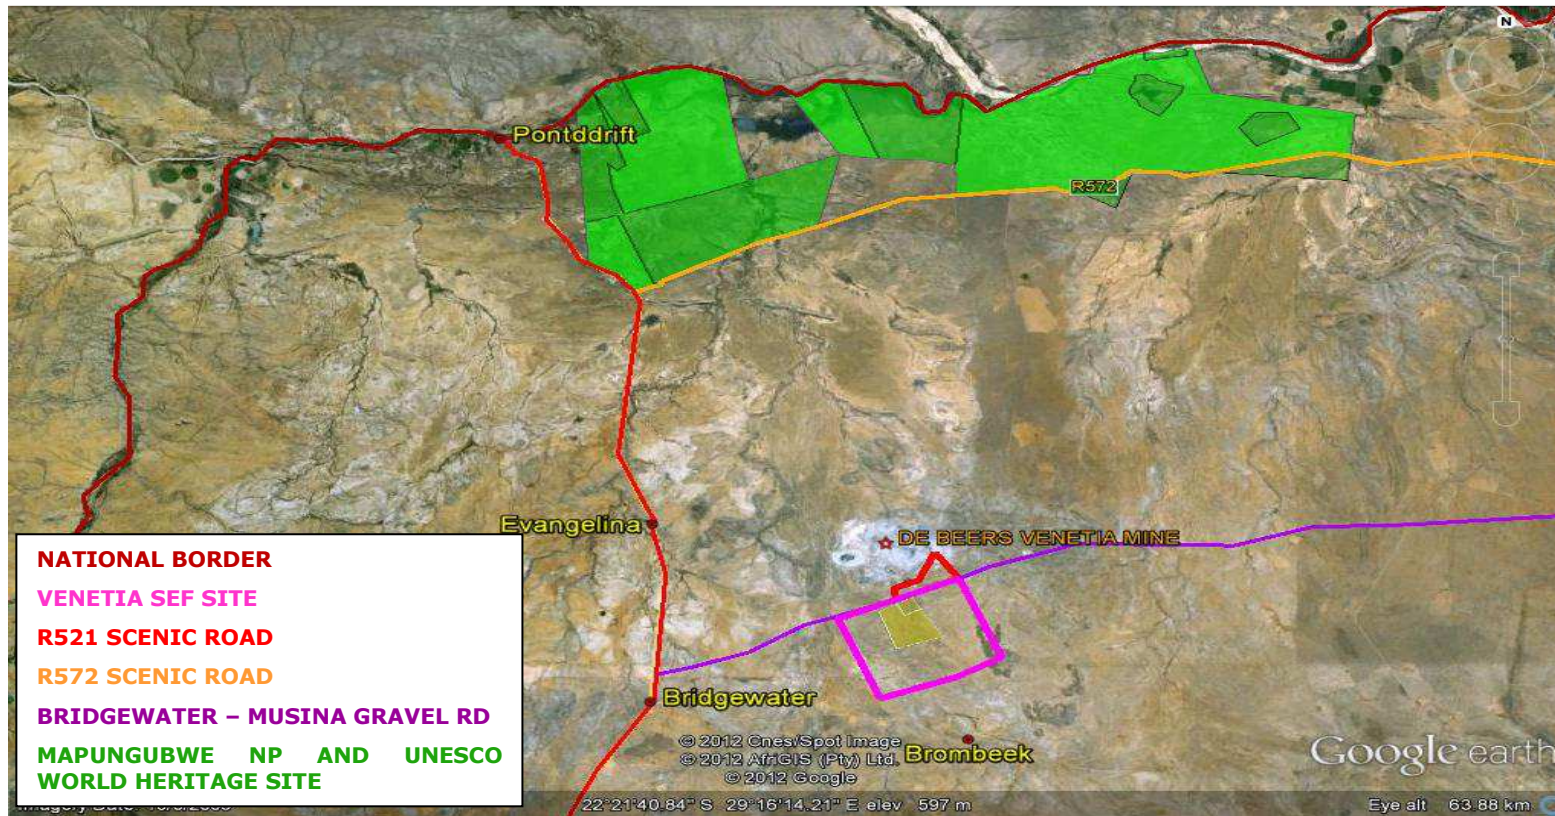 N
Pontddrift
R572
Evangelina
DE BEERS VENETIA MINE
NATIONAL BORDER
VENETIA SEF SITE
R521 SCENIC ROAD
R572 SCENIC ROAD
BRIDGEWATER – MUSINA GRAVEL RD
MAPUNGUBWE NP AND UNESCO
WORLD HERITAGE SITE
Bridgewater
Brombeek
© 2012 Cnes/Spot Image
© 2012 AfriGIS (Pty) Ltd.
© 2012 Google
Google earth
22°21'40.84" S 29°16'14.21" E elev 597 m
Eye alt 63.88 km